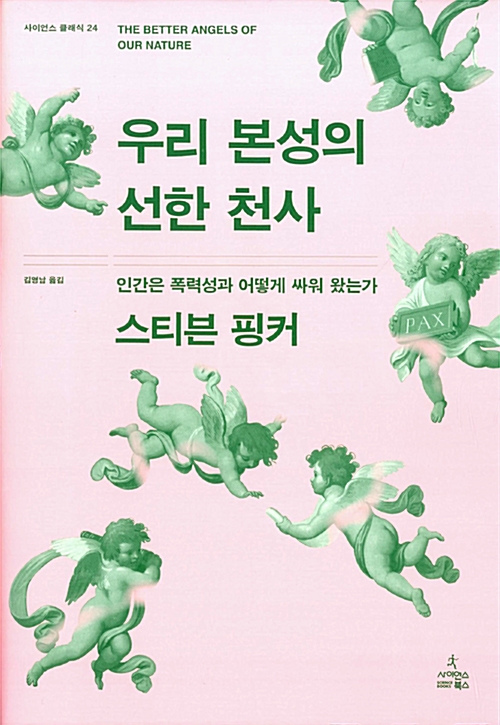 사이언스 클래식 24
THE BETTER ANGELS OF
OUR NATURE
우리 본성의
선한 천사
김명남 옮김
인간은 폭력성과 어떻게 싸워 왔는가
스티븐 핑커
PAX
사이언스
SCIENCE
BOOKS
북스